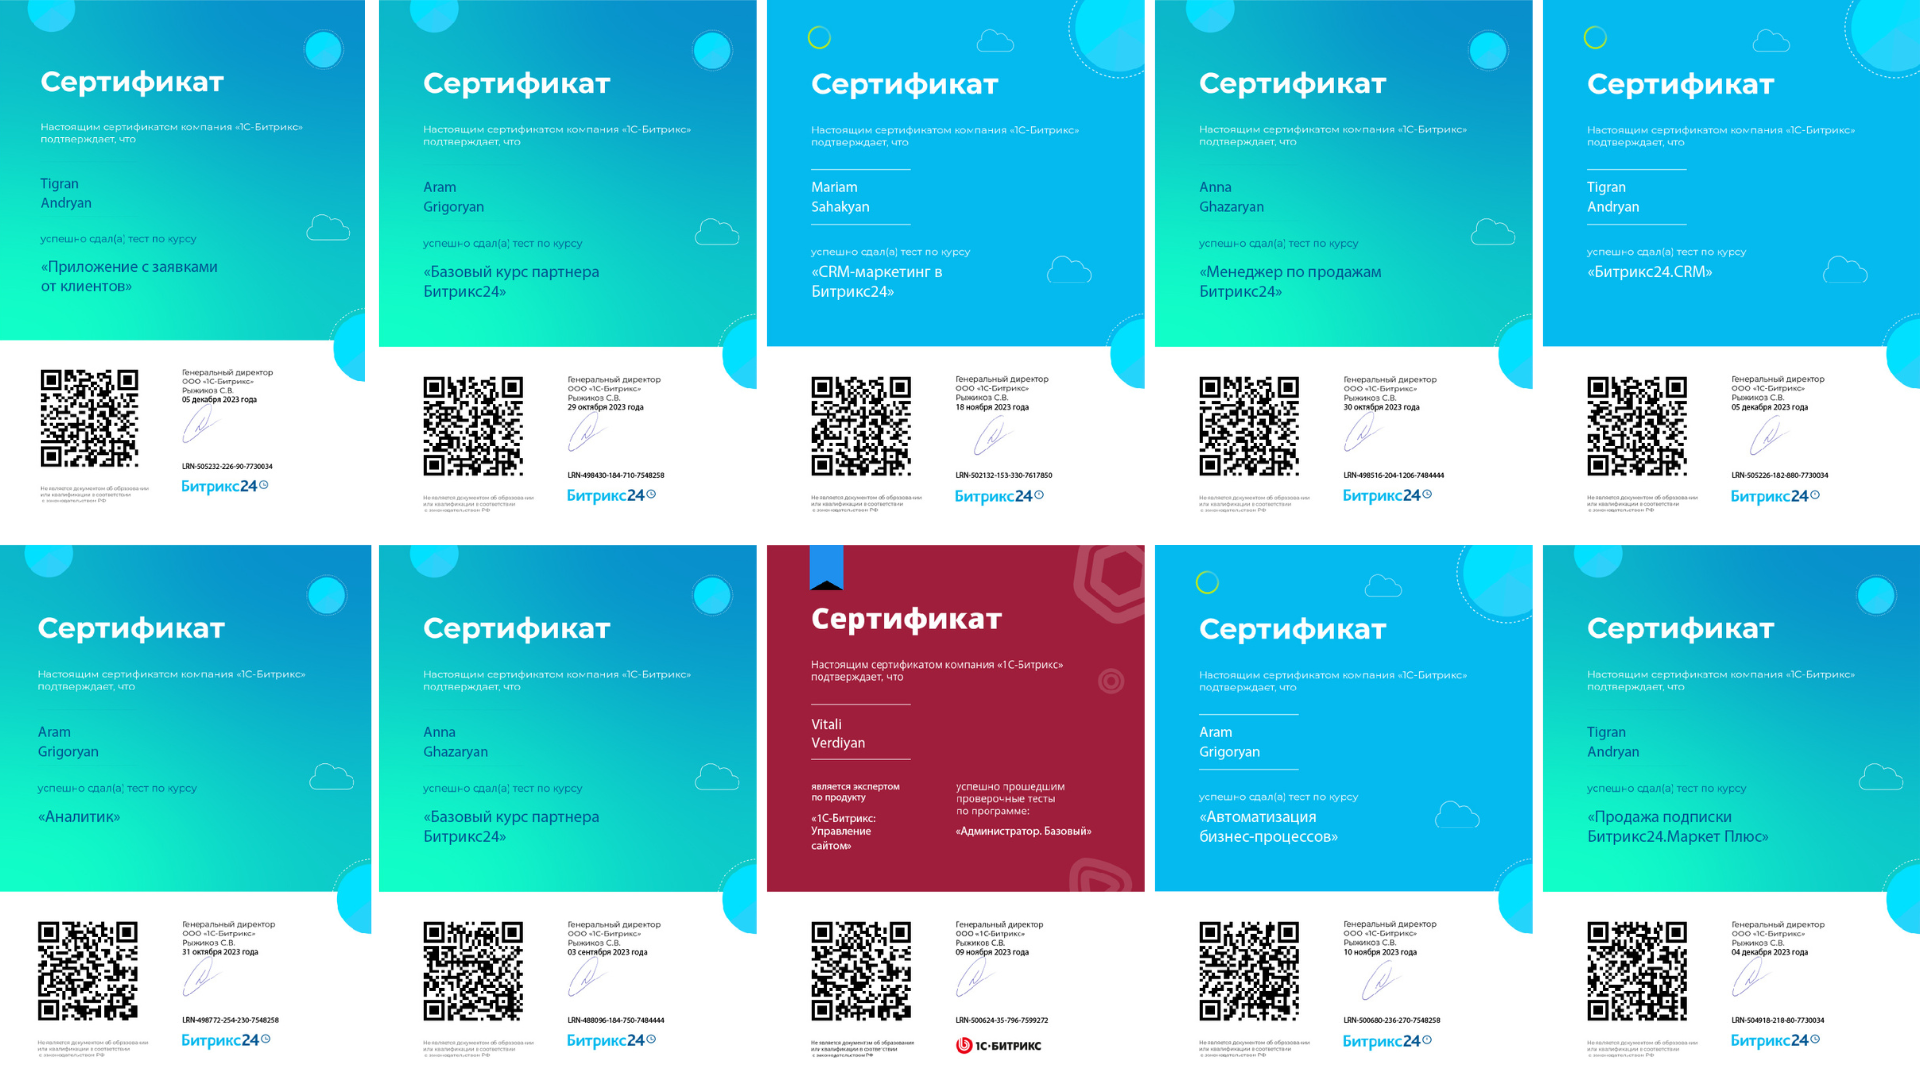 Сертификат
Настоящим сертификатом компания «1С-Битрикс»
подтверждает, что
Tigran
Andryan
успешно сдал(а) тест по курсу
«Приложение с заявками
от клиентов»
Генеральный директор
ООО «1С-Битрикс»
Рыжиков С.В.
05 декабря 2023 года
LRN-505232-226-90-7730034
Не является документом об образовании
или квалификации в соответствии
с законодательством РФ
Битрикс24
Сертификат
Настоящим сертификатом компания «1С-Битрикс»
подтверждает, что
Aram
Grigoryan
успешно сдал(а) тест по курсу
«Базовый курс партнера
Битрикс24»
Генеральный директор
ООО «1С-Битрикс»
Рыжиков С.В.
29 октября 2023 года
LRN-498430-184-710-7548258
Не является документом об образовании
или квалификации в соответствии
с законодательством РФ
Битрикс24
Сертификат
Настоящим сертификатом компания «1С-Битрикс»
подтверждает, что
Mariam
Sahakyan
успешно сдал(а) тест по курсу
«CRM-маркетинг в
Битрикс24»
Генеральный директор
ООО «1С-Битрикс»
Рыжиков С.В.
18 ноября 2023 года
LRN-502132-153-330-7617850
Не является документом об образовании
или квалификации в соответствии
с законодательством РФ
Битрикс24
Сертификат
Настоящим сертификатом компания «1С-Битрикс»
подтверждает, что
Anna
Ghazaryan
успешно сдал(а) тест по курсу
«Менеджер по продажам
Битрикс24»
Генеральный директор
ООО «1С-Битрикс»
Рыжиков С.В.
30 октября 2023 года
LRN-498516-204-1206-7484444
Не является документом об образовании
или квалификации в соответствии
с законодательством РФ
Битрикс24
Сертификат
Настоящим сертификатом компания «1С-Битрикс»
подтверждает, что
Tigran
Andryan
успешно сдал(а) тест по курсу
«Битрикс24.CRM»
Генеральный директор
ООО «1С-Битрикс»
Рыжиков С.В.
05 декабря 2023 года
LRN-505226-182-880-7730034
Не является документом об образовании
или квалификации в соответствии
с законодательством РФ
Битрикс24
Сертификат
Настоящим сертификатом компания «1С-Битрикс»
подтверждает, что
Aram
Grigoryan
успешно сдал(а) тест по курсу
«Аналитик»
Генеральный директор
ООО «1С-Битрикс»
Рыжиков С.В.
31 октября 2023 года
LRN-498772-254-230-7548258
Не является документом об образовании
или квалификации в соответствии
с законодательством РФ
Битрикс24
Сертификат
Настоящим сертификатом компания «1С-Битрикс»
подтверждает, что
Anna
Ghazaryan
успешно сдал(а) тест по курсу
«Базовый курс партнера
Битрикс24»
Генеральный директор
ООО «1С-Битрикс»
Рыжиков С.В.
03 сентября 2023 года
LRN-488096-184-750-7484444
Не является документом об образовании
или квалификации в соответствии
с законодательством РФ
Битрикс24
Сертификат
Настоящим сертификатом компания «1С-Битрикс»
подтверждает, что
Vitali
Verdiyan
является экспертом
по продукту
«1С-Битрикс:
Управление
сайтом»
успешно прошедшим
проверочные тесты
по программе:
«Администратор. Базовый»
Генеральный директор
ООО «1С-Битрикс»
Рыжиков С.В.
09 ноября 2023 года
LRN-500624-35-796-7599272
Не является документом об образовании
или квалификации в соответствии
с законодательством РФ
1С-БИТРИКС
Сертификат
Настоящим сертификатом компания «1С-Битрикс»
подтверждает, что
Aram
Grigoryan
успешно сдал(а) тест по курсу
«Автоматизация
бизнес-процессов»
Генеральный директор
ООО «1С-Битрикс»
Рыжиков С.В.
10 ноября 2023 года
LRN-500680-236-270-7548258
Не является документом об образовании
или квалификации в соответствии
с законодательством РФ
Битрикс24
Сертификат
Настоящим сертификатом компания «1С-Битрикс»
подтверждает, что
Tigran
Andryan
успешно сдал(а) тест по курсу
«Продажа подписки
Битрикс24.Маркет Плюс»
Генеральный директор
ООО «1С-Битрикс»
Рыжиков С.В.
04 декабря 2023 года
LRN-504918-218-80-7730034
Не является документом об образовании
или квалификации в соответствии
с законодательством РФ
Битрикс24